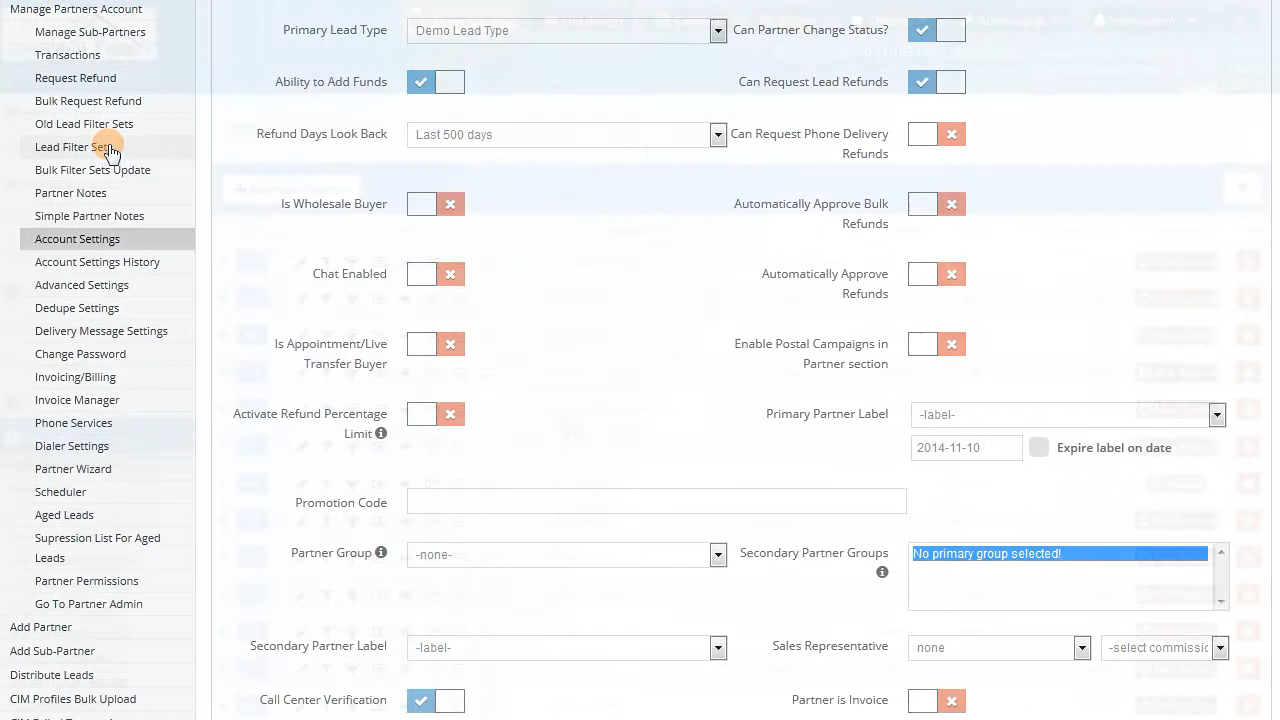 Manage Partners Account
Manage Sub-Partners
Transactions
Request Refund
Bulk Request Refund
Old Lead Filter Sets
Lead Filter Sets
Bulk Filter Sets Update
Partner Notes
Simple Partner Notes
Account Settings
Account Settings History
Advanced Settings
Dedupe Settings
Delivery Message Settings
Change Password
Invoicing/Billing
Invoice Manager
Phone Services
Dialer Settings
Partner Wizard
Scheduler
Aged Leads
Supression List For Aged
Leads
Partner Permissions
Go To Partner Admin
Add Partner
Add Sub-Partner
Distribute Leads
CIM Profiles Bulk Upload
Primary Lead Type Demo Lead Type Can Partner Change Status?
Ability to Add Funds Can Request Lead Refunds
Refund Days Look Back Last 500 days Can Request Phone Delivery
Refunds
Is Wholesale Buyer Automatically Approve Bulk
Refunds
Chat Enabled Automatically Approve
Refunds
Is Appointment/Live Enable Postal Campaigns in
Transfer Buyer Partner section
Activate Refund Percentage Primary Partner Label -label-
Limit
2014-11-10 Expire label on date
Promotion Code
Partner Group -none- Secondary Partner Groups No primary group selected!
Secondary Partner Label -label- Sales Representative none -select commissic
Call Center Verification Partner is Invoice